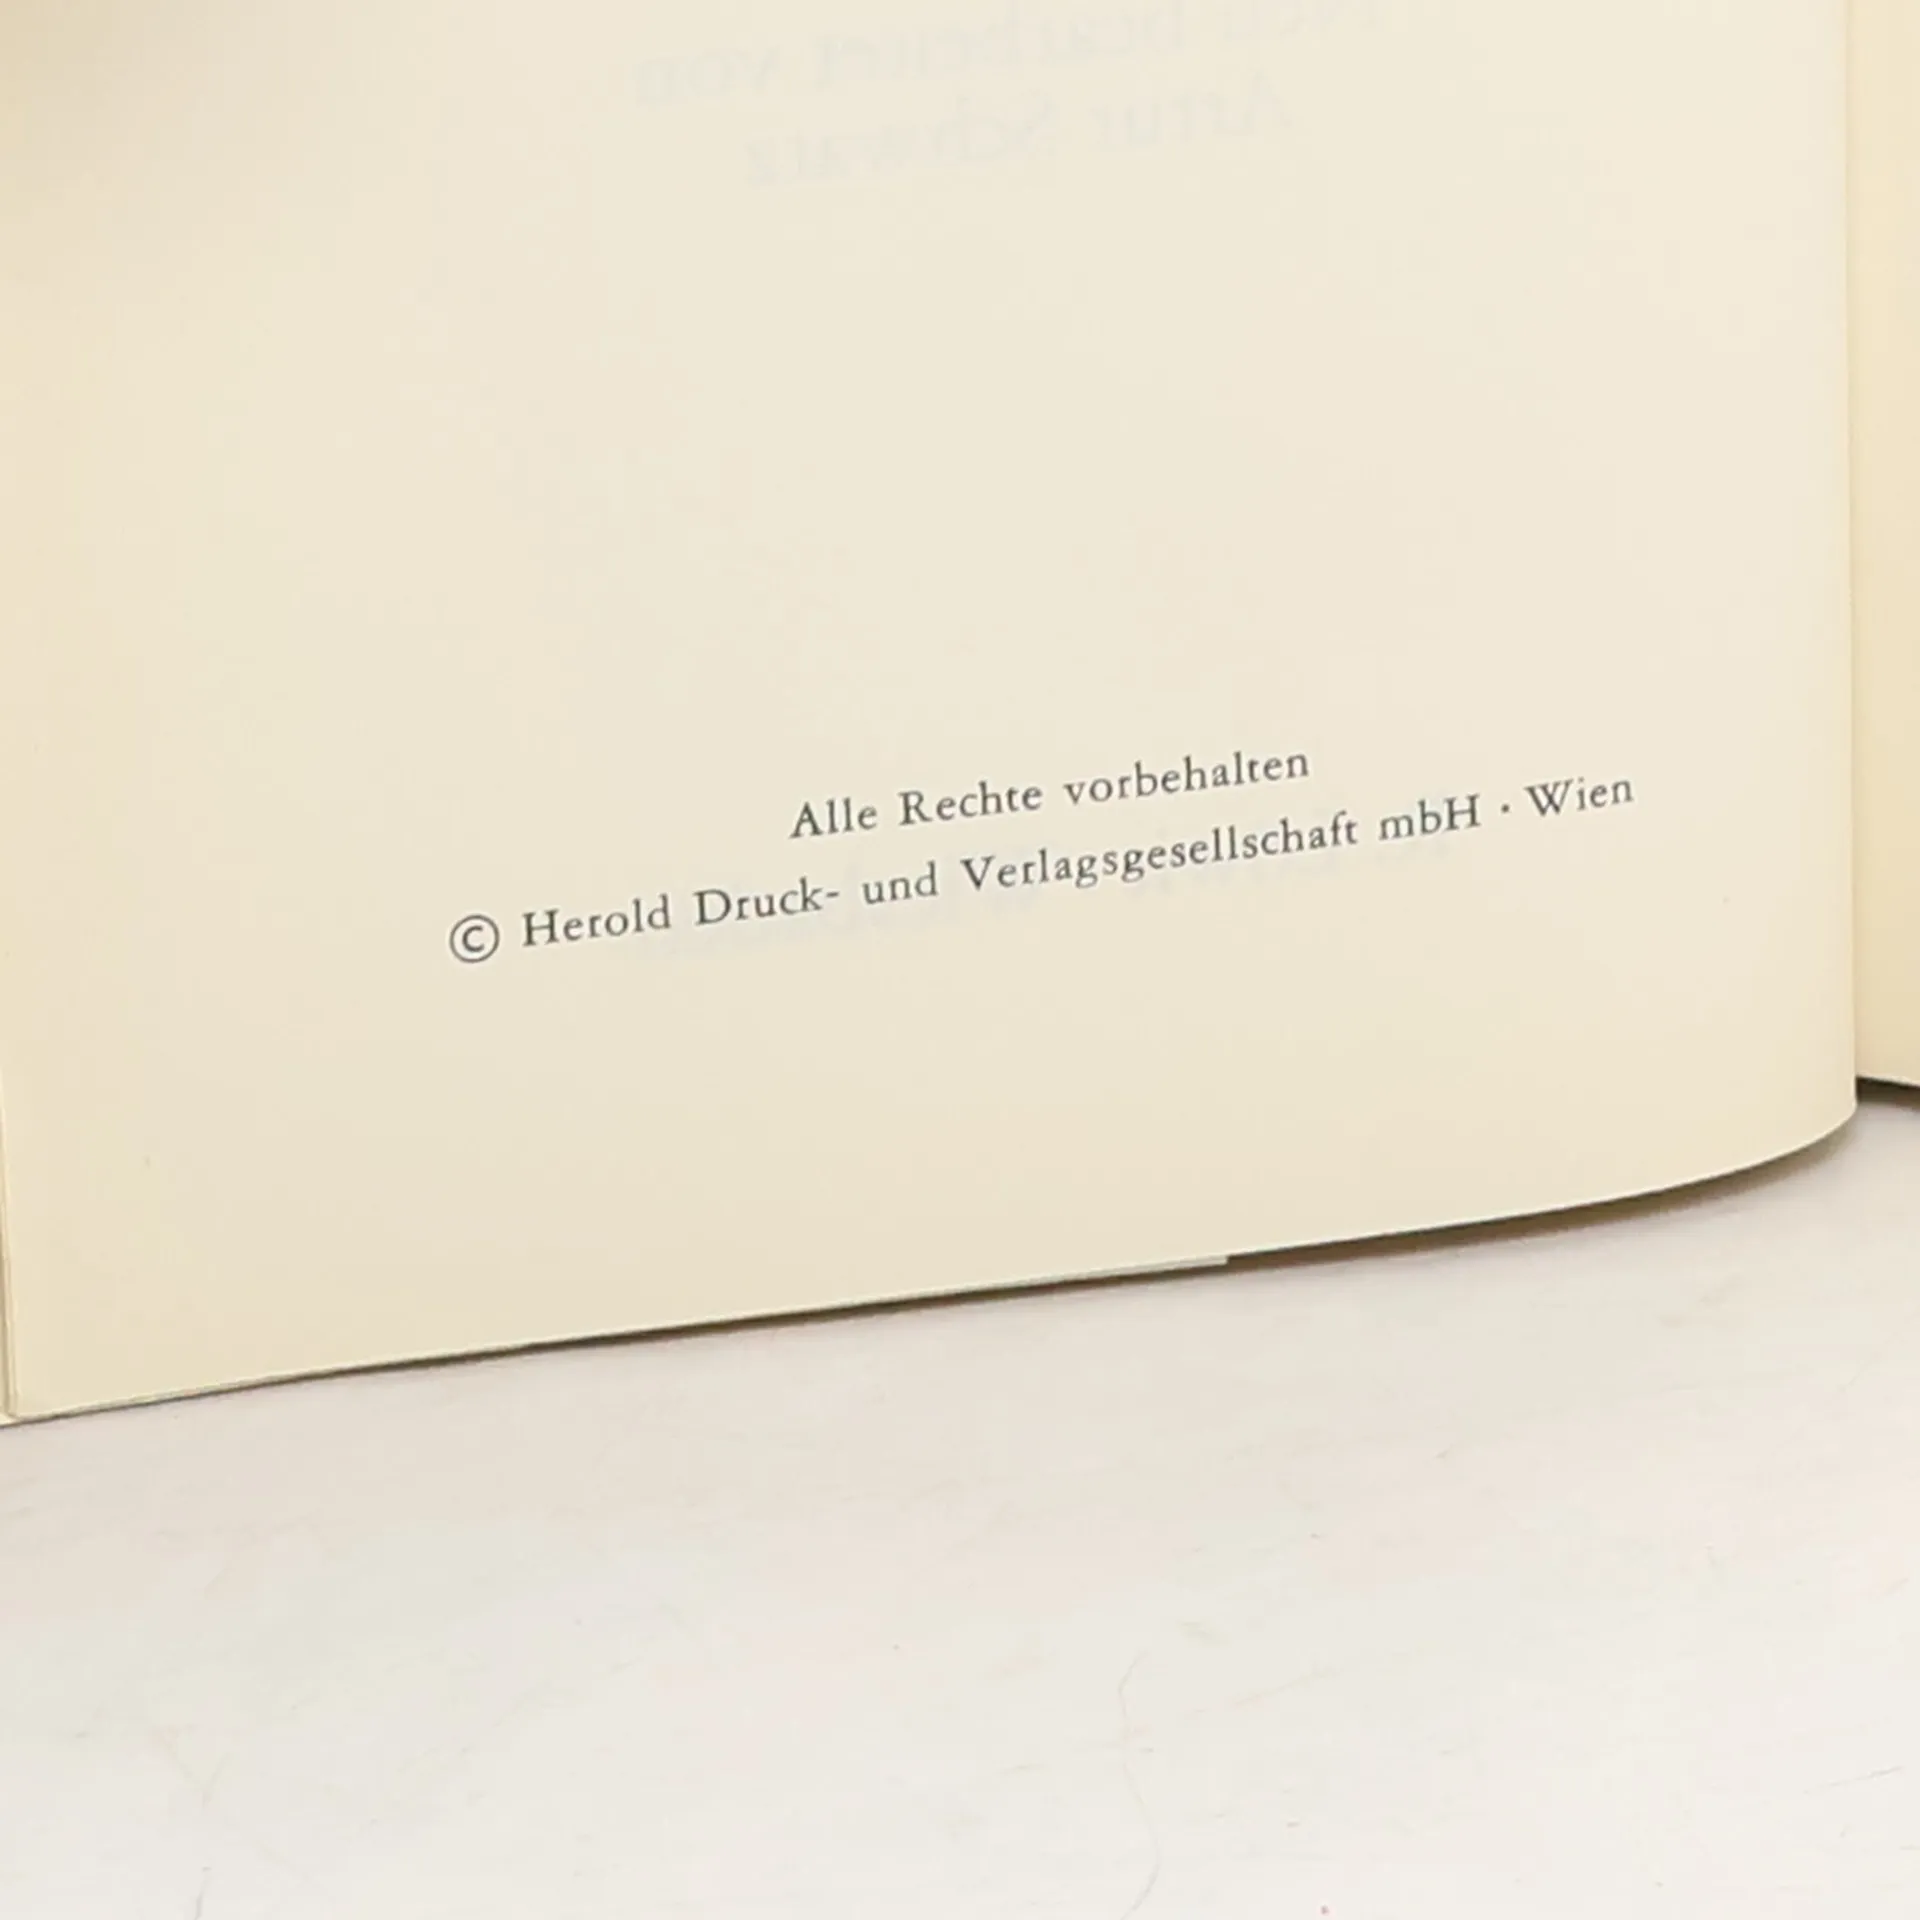 Alle Rechte vorbehalten
© Herold Druck- und Verlagsgesellschaft mbH · Wien